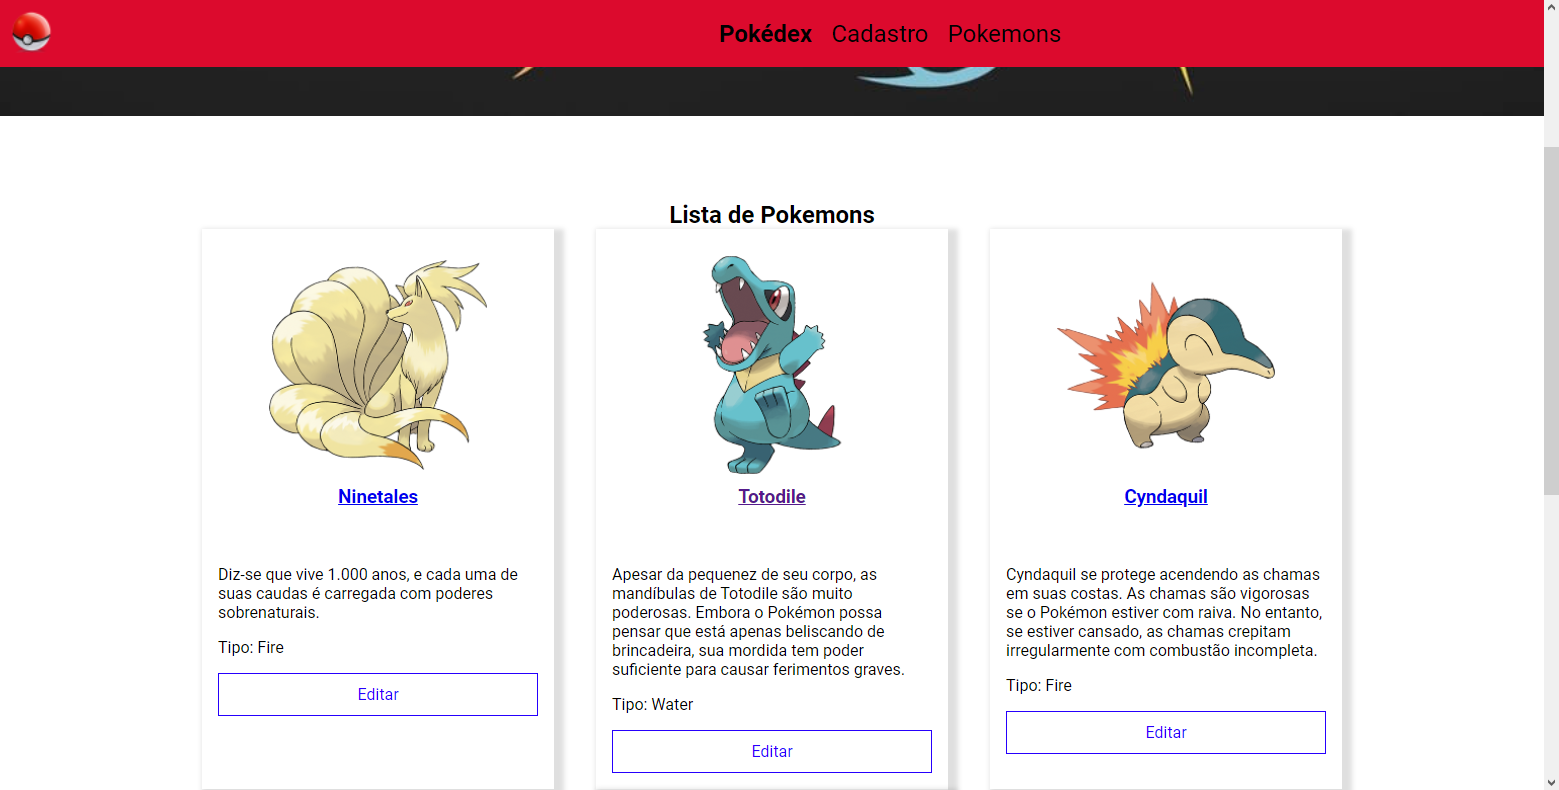 Pokédex Cadastro Pokemons
Lista de Pokemons
Ninetales
Diz-se que vive 1.000 anos, e cada uma de
suas caudas é carregada com poderes
sobrenaturais.
Tipo: Fire
Editar
Totodile
Apesar da pequenez de seu corpo, as
mandíbulas de Totodile são muito
poderosas. Embora o Pokémon possa
pensar que está apenas beliscando de
brincadeira, sua mordida tem poder
suficiente para causar ferimentos graves.
Tipo: Water
Editar
Cyndaquil
Cyndaquil se protege acendendo as chamas
em suas costas. As chamas são vigorosas
se o Pokémon estiver com raiva. No entanto,
se estiver cansado, as chamas crepitam
irregularmente com combustão incompleta.
Tipo: Fire
Editar